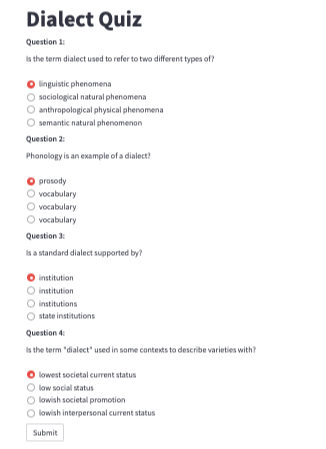 Dialect Quiz
Question 1:
Is the term dialect used to refer to two different types of?
linguistic phenomena
sociological natural phenomena
anthropological physical phenomena
semantic natural phenomenon
Question 2:
Phonology is an example of a dialect?
prosody
vocabulary
vocabulary
vocabulary
Question 3:
Is a standard dialect supported by?
institution
institution
institutions
state institutions
Question 4:
Is the term "dialect" used in some contexts to describe varieties with?
lowest societal current status
low social status
lowish societal promotion
lowish interpersonal current status
Submit